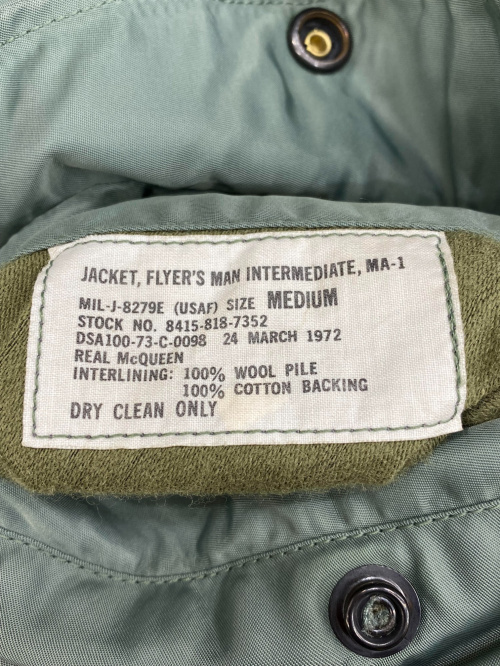 JACKET, FLYER'S MAN INTERMEDIATE, MA-1
MIL-J-8279E (USAF) SIZE MEDIUM
STOCK NO. 8415-818-7352
DSA100-73-C-0098 24 MARCH 1972
REAL McQUEEN
INTERLINING: 100% WOOL PILE
100% COTTON BACKING
DRY CLEAN ONLY